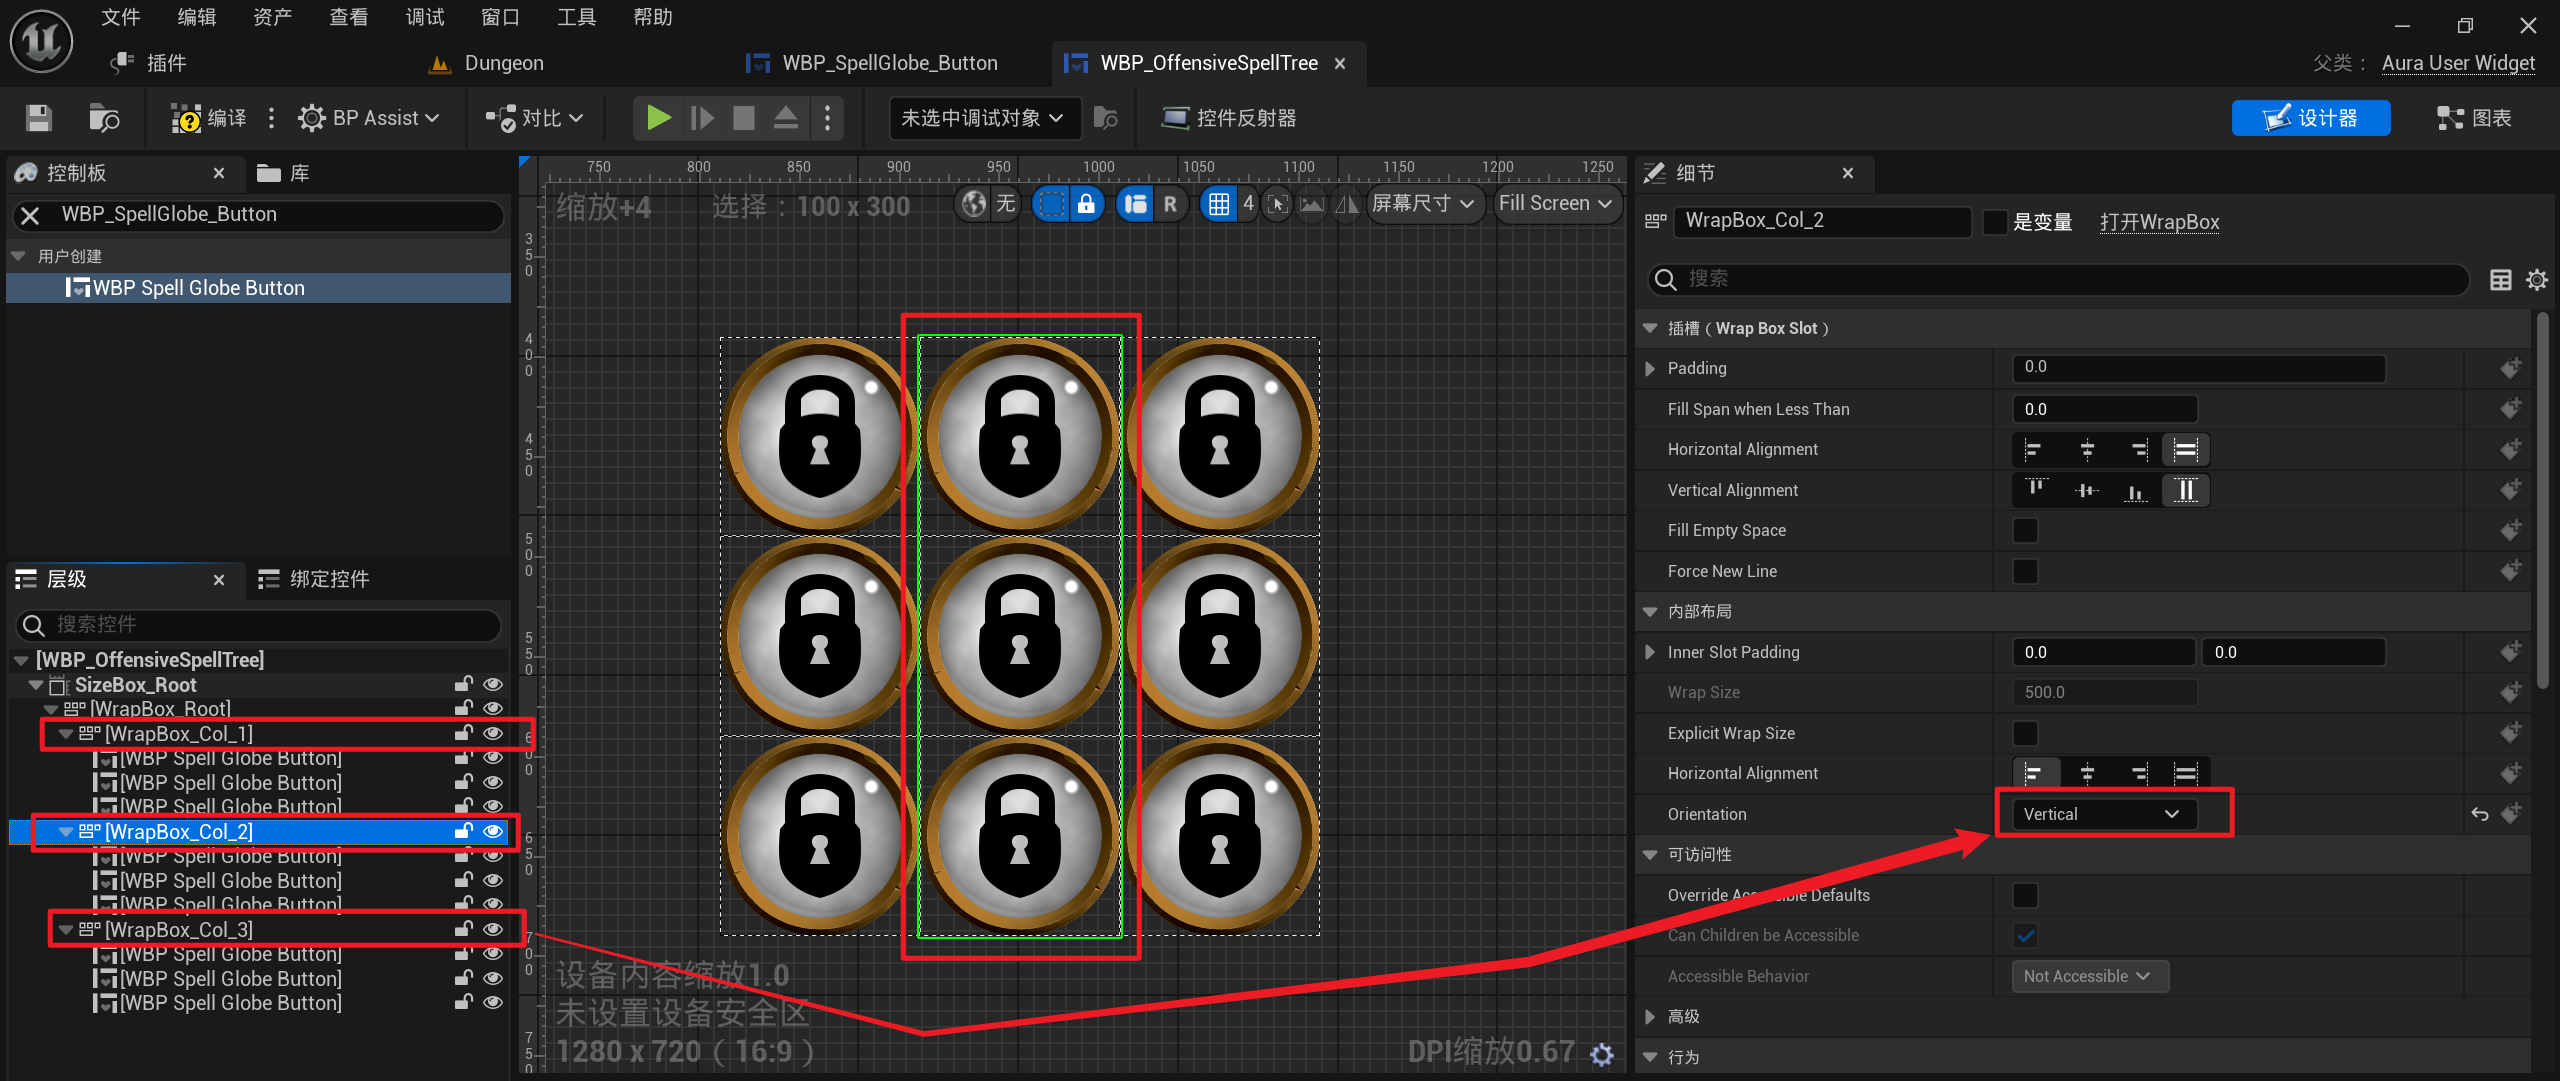 文件 编辑 资产 查看 调试 窗口 工具 帮助
插件 Dungeon WBP_SpellGlobe_Button WBP_OffensiveSpellTree 父类： Aura User Widget
编译 BP Assist 对比 未选中调试对象 控件反射器 设计器 图表
控制板 库
WBP_SpellGlobe_Button
用户创建
WBP Spell Globe Button
层级 绑定控件
搜索控件
[WBP_OffensiveSpellTree]
SizeBox_Root
[WrapBox_Root]
[WrapBox_Col_1]
[WBP Spell Globe Button]
[WBP Spell Globe Button]
[WBP Spell Globe Button]
[WrapBox_Col_2]
[WBP Spell Globe Button]
[WBP Spell Globe Button]
[WBP Spell Globe Button]
[WrapBox_Col_3]
[WBP Spell Globe Button]
[WBP Spell Globe Button]
[WBP Spell Globe Button]
750 800 850 900 950 1000 1050 1100 1150 1200 1250
缩放+4 选择：100 x 300 无 R 4 屏幕尺寸 Fill Screen
350
400
450
500
550
600
650
700
750
设备内容缩放1.0
未设置设备安全区
1280 x 720（16:9） DPI缩放0.67
细节
WrapBox_Col_2 是变量 打开WrapBox
搜索
插槽（Wrap Box Slot）
Padding 0.0
Fill Span when Less Than 0.0
Horizontal Alignment
Vertical Alignment
Fill Empty Space
Force New Line
内部布局
Inner Slot Padding 0.0 0.0
Wrap Size 500.0
Explicit Wrap Size
Horizontal Alignment
Orientation Vertical
可访问性
Override Accessible Defaults
Can Children be Accessible
Accessible Behavior Not Accessible
高级
行为